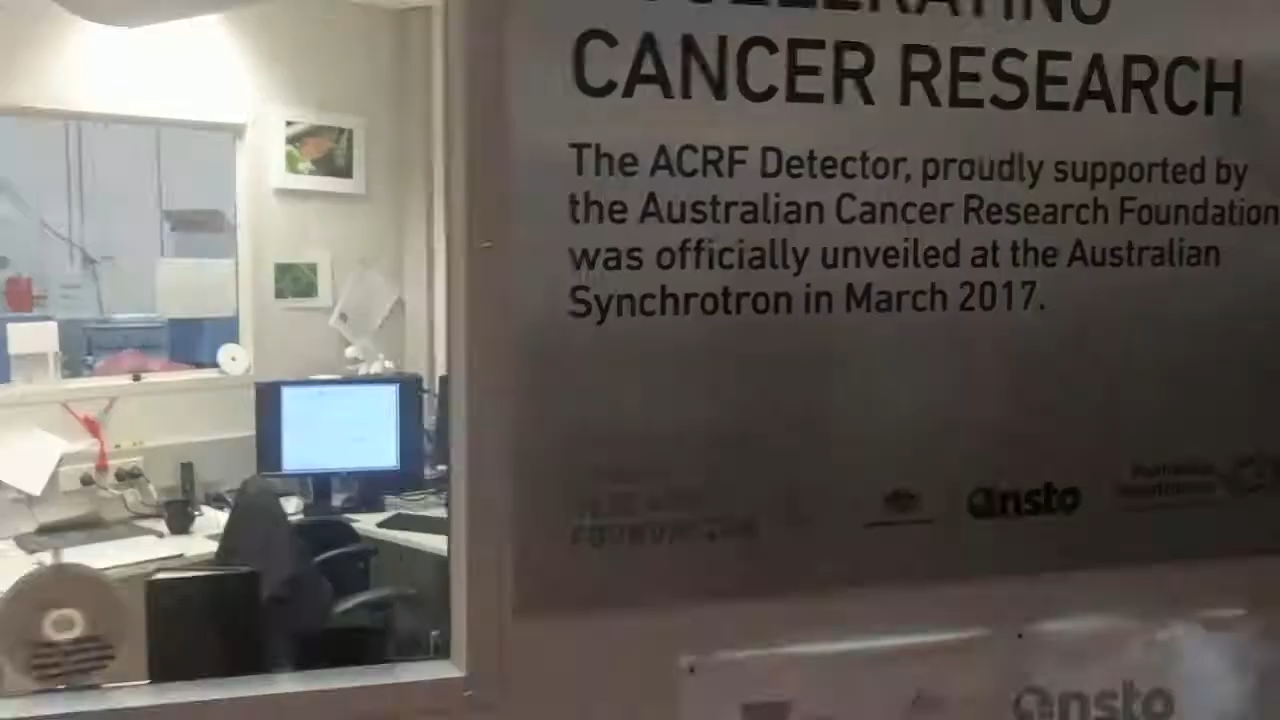 CANCER RESEARCH
The ACRF Detector, proudly supported by
the Australian Cancer Research Foundation
was officially unveiled at the Australian
Synchrotron in March 2017.
ansto
ansto